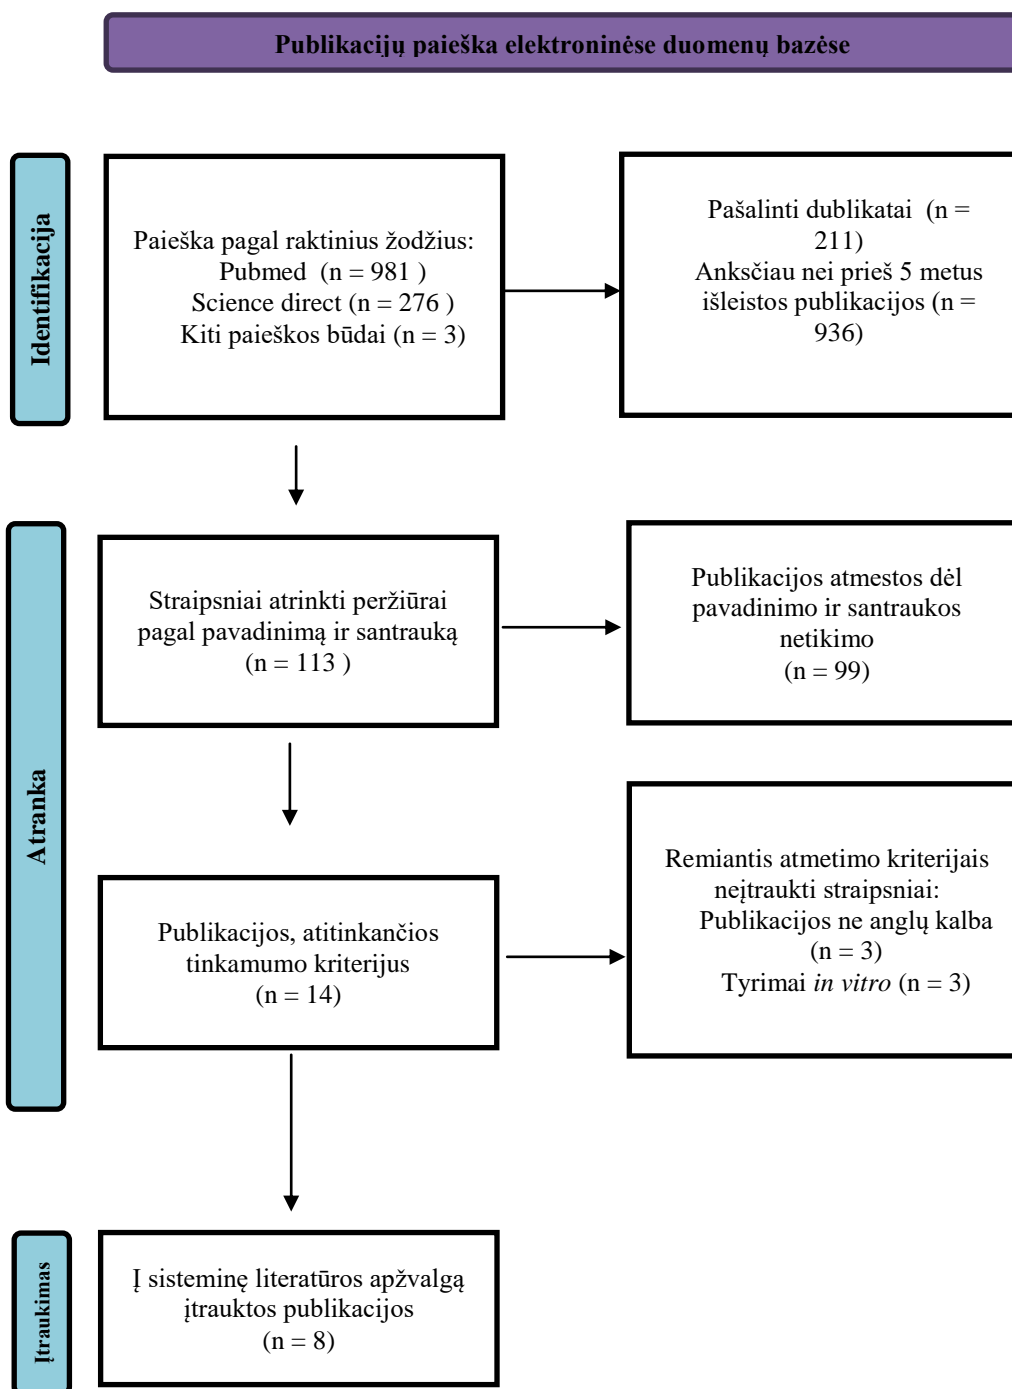 Publikacijų paieška elektroninėse duomenų bazėse
Identifikacija
Paieška pagal raktinius žodžius:
Pubmed (n = 981 )
Science direct (n = 276 )
Kiti paieškos būdai (n = 3)
Pašalinti dublikatai (n =
211)
Anksčiau nei prieš 5 metus
išleistos publikacijos (n =
936)
Atranka
Straipsniai atrinkti peržiūrai
pagal pavadinimą ir santrauką
(n = 113 )
Publikacijos atmestos dėl
pavadinimo ir santraukos
netikimo
(n = 99)
Publikacijos, atitinkančios
tinkamumo kriterijus
(n = 14)
Remiantis atmetimo kriterijais
neįtraukti straipsniai:
Publikacijos ne anglų kalba
(n = 3)
Tyrimai in vitro (n = 3)
Įtraukimas
Į sisteminę literatūros apžvalgą
įtrauktos publikacijos
(n = 8)